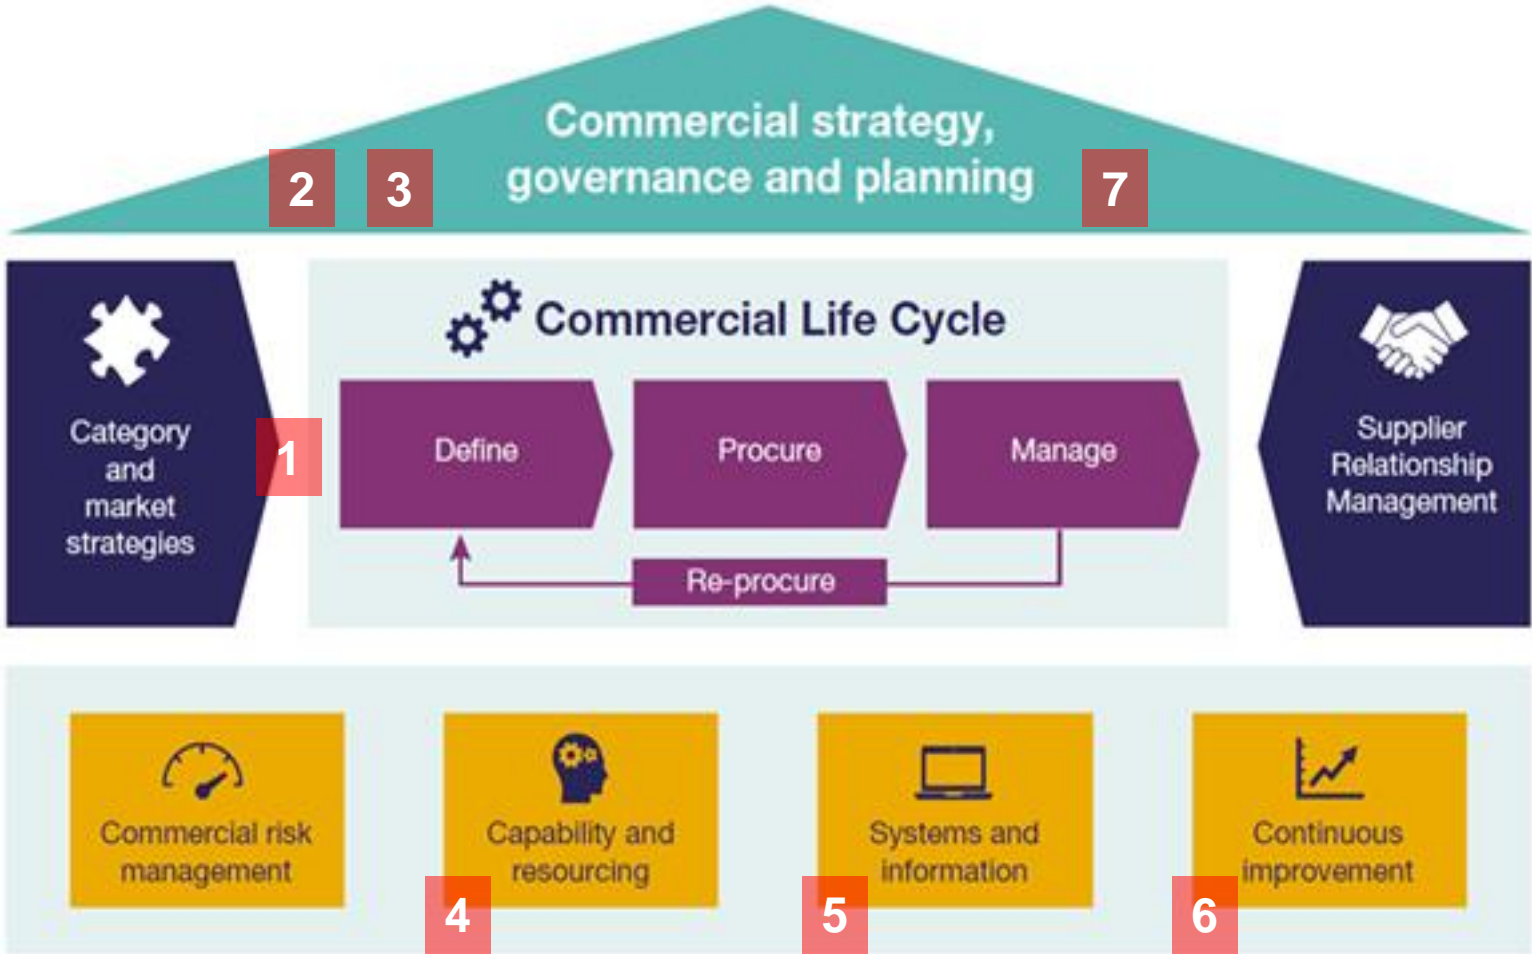 Commercial strategy,
governance and planning
2
3
7
Category
and
market
strategies
1
Commercial Life Cycle
Define
Procure
Manage
Re-procure
Supplier
Relationship
Management
Commercial risk
management
Capability and
resourcing
4
Systems and
information
5
Continuous
improvement
6